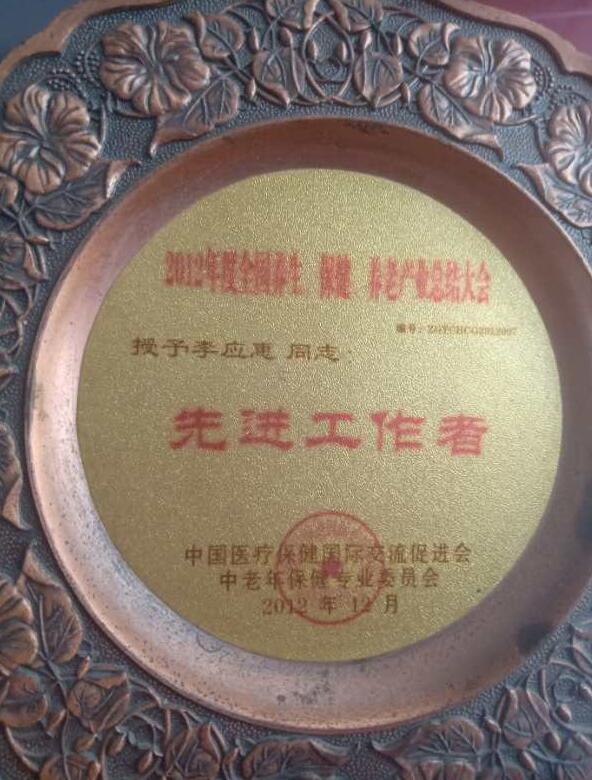 2012年度全国养生 保健 养老产业总结大会
编号：ZGYCHCG2012097
授予李应惠 同志
先进工作者
中国医疗保健国际交流促进会
中老年保健专业委员会
2012 年 12 月